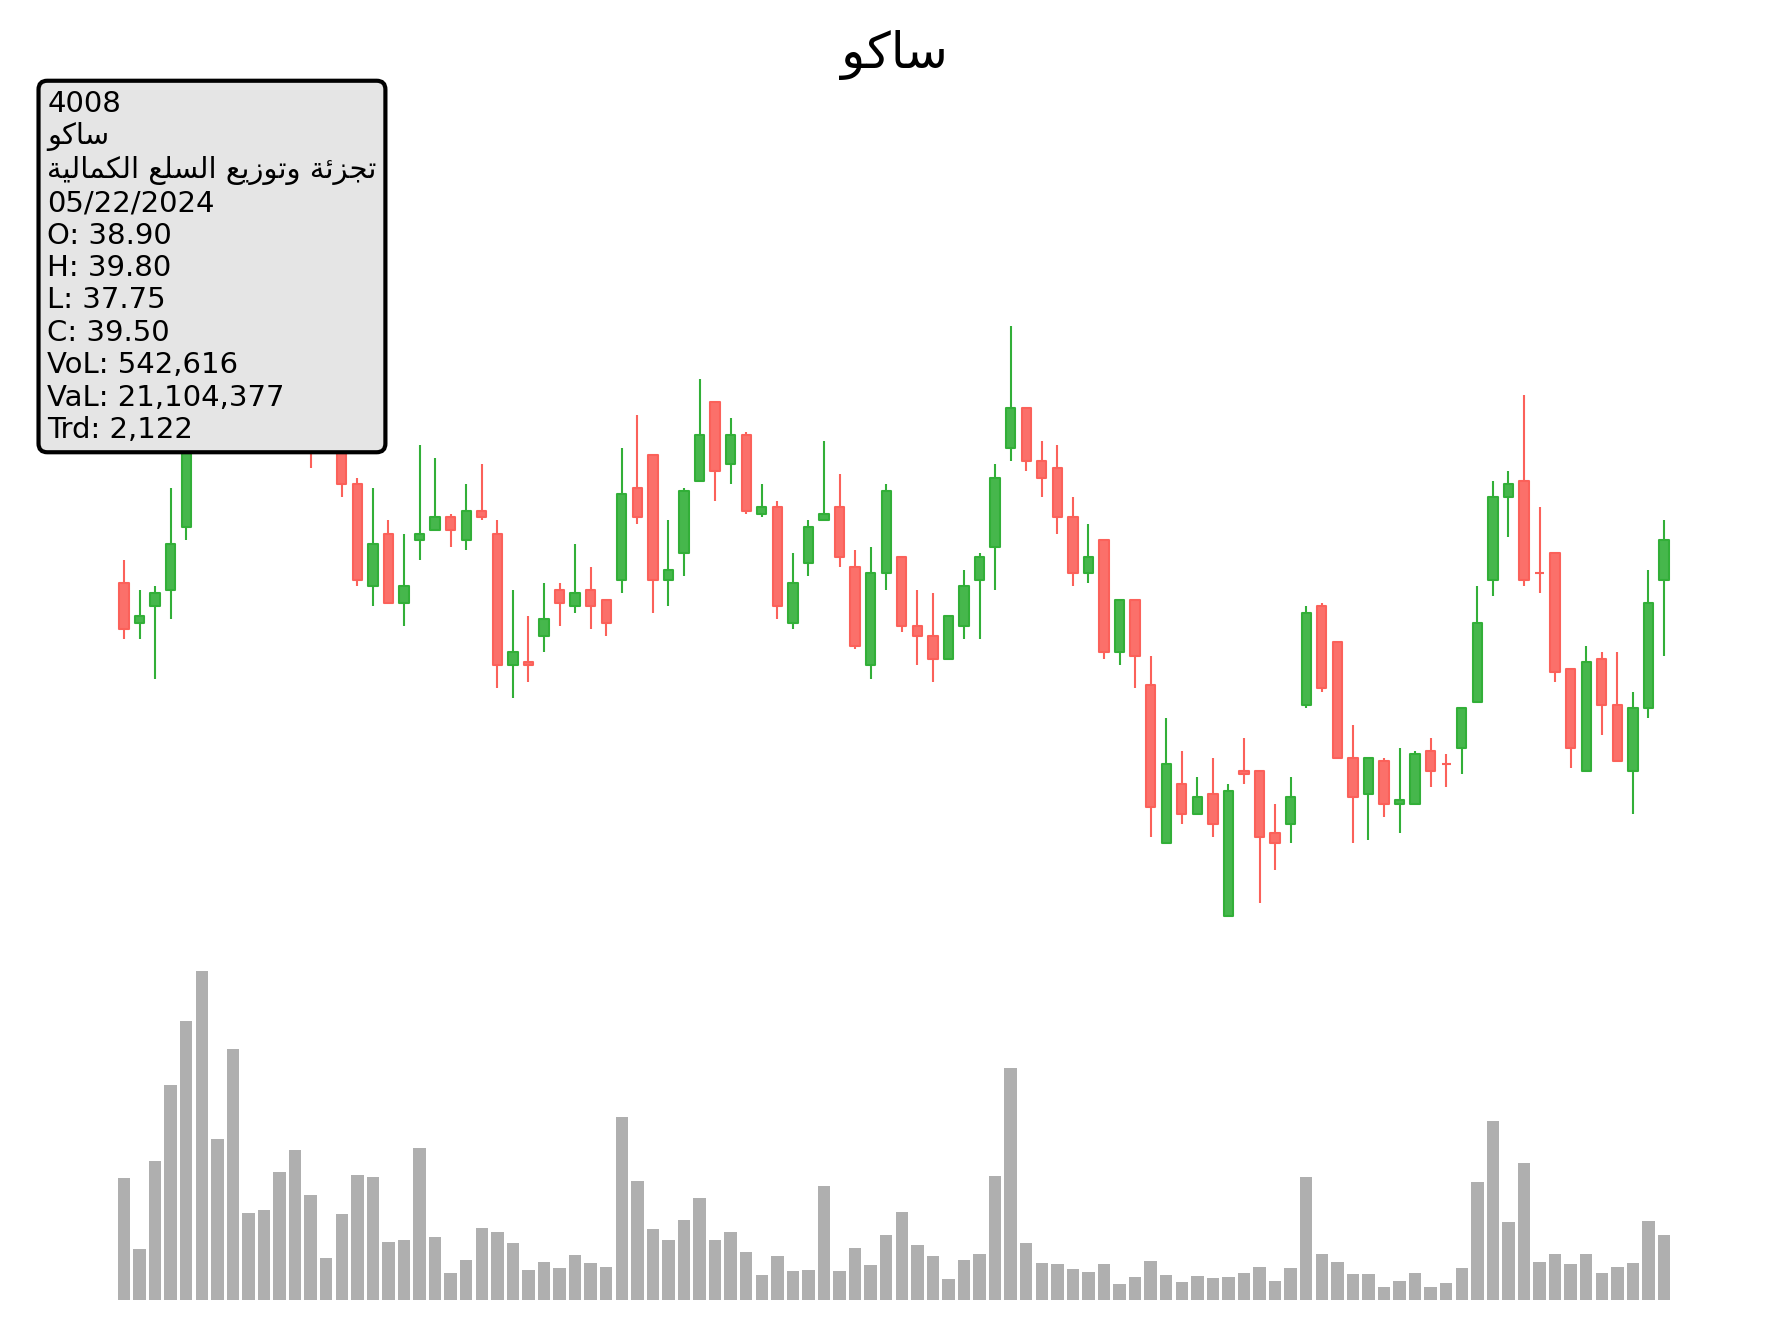 ساكو
4008
ساكو
تجزئة وتوزيع السلع الكمالية
05/22/2024
O: 38.90
H: 39.80
L: 37.75
C: 39.50
VoL: 542,616
VaL: 21,104,377
Trd: 2,122